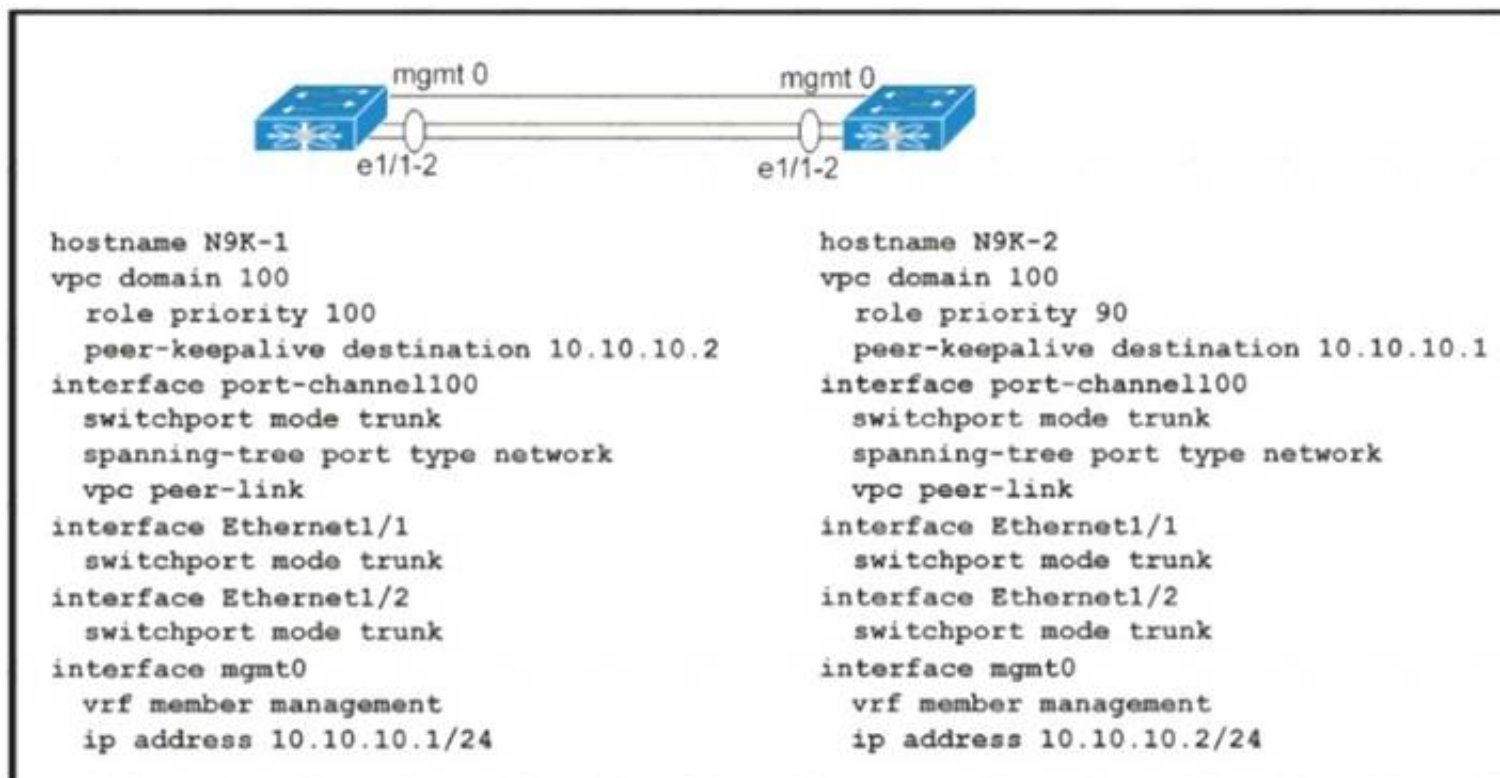 mgmt 0
mgmt 0
e1/1-2
e1/1-2
hostname N9K-1
vpc domain 100
role priority 100
peer-keepalive destination 10.10.10.2
interface port-channel100
switchport mode trunk
spanning-tree port type network
vpc peer-link
interface Ethernet1/1
switchport mode trunk
interface Ethernet1/2
switchport mode trunk
interface mgmt0
vrf member management
ip address 10.10.10.1/24
hostname N9K-2
vpc domain 100
role priority 90
peer-keepalive destination 10.10.10.1
interface port-channel100
switchport mode trunk
spanning-tree port type network
vpc peer-link
interface Ethernet1/1
switchport mode trunk
interface Ethernet1/2
switchport mode trunk
interface mgmt0
vrf member management
ip address 10.10.10.2/24